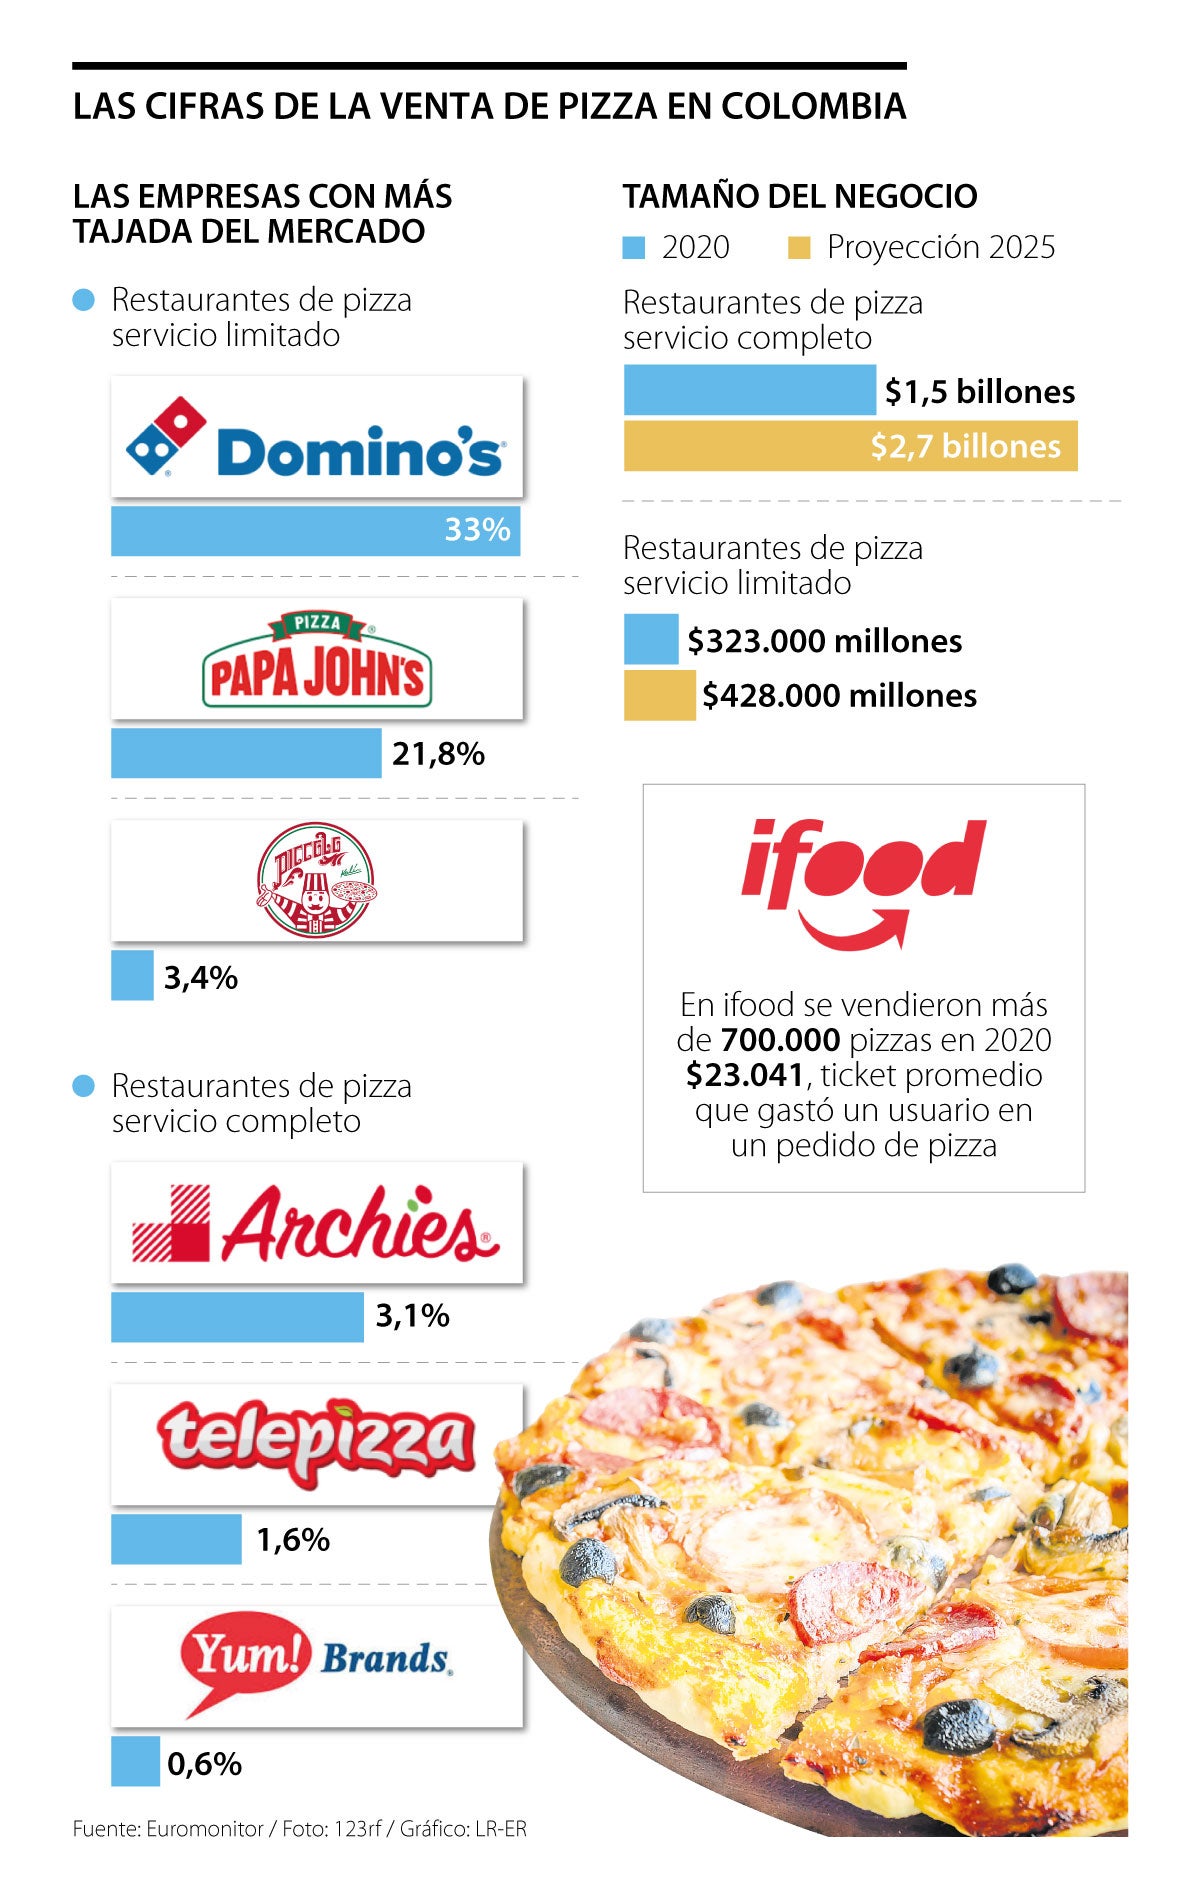 LAS CIFRAS DE LA VENTA DE PIZZA EN COLOMBIA
LAS EMPRESAS CON MÁS
TAJADA DEL MERCADO
Restaurantes de pizza
servicio limitado
Domino's
33%
PIZZA
PAPA JOHN'S
21,8%
PICCOLO
3,4%
Restaurantes de pizza
servicio completo
Archies
3,1%
telepizza
1,6%
Yum! Brands
0,6%
TAMAÑO DEL NEGOCIO
2020
Proyección 2025
Restaurantes de pizza
servicio completo
$1,5 billones
$2,7 billones
Restaurantes de pizza
servicio limitado
$323.000 millones
$428.000 millones
ifood
En ifood se vendieron más
de 700.000 pizzas en 2020
$23.041, ticket promedio
que gastó un usuario en
un pedido de pizza
Fuente: Euromonitor / Foto: 123rf / Gráfico: LR-ER